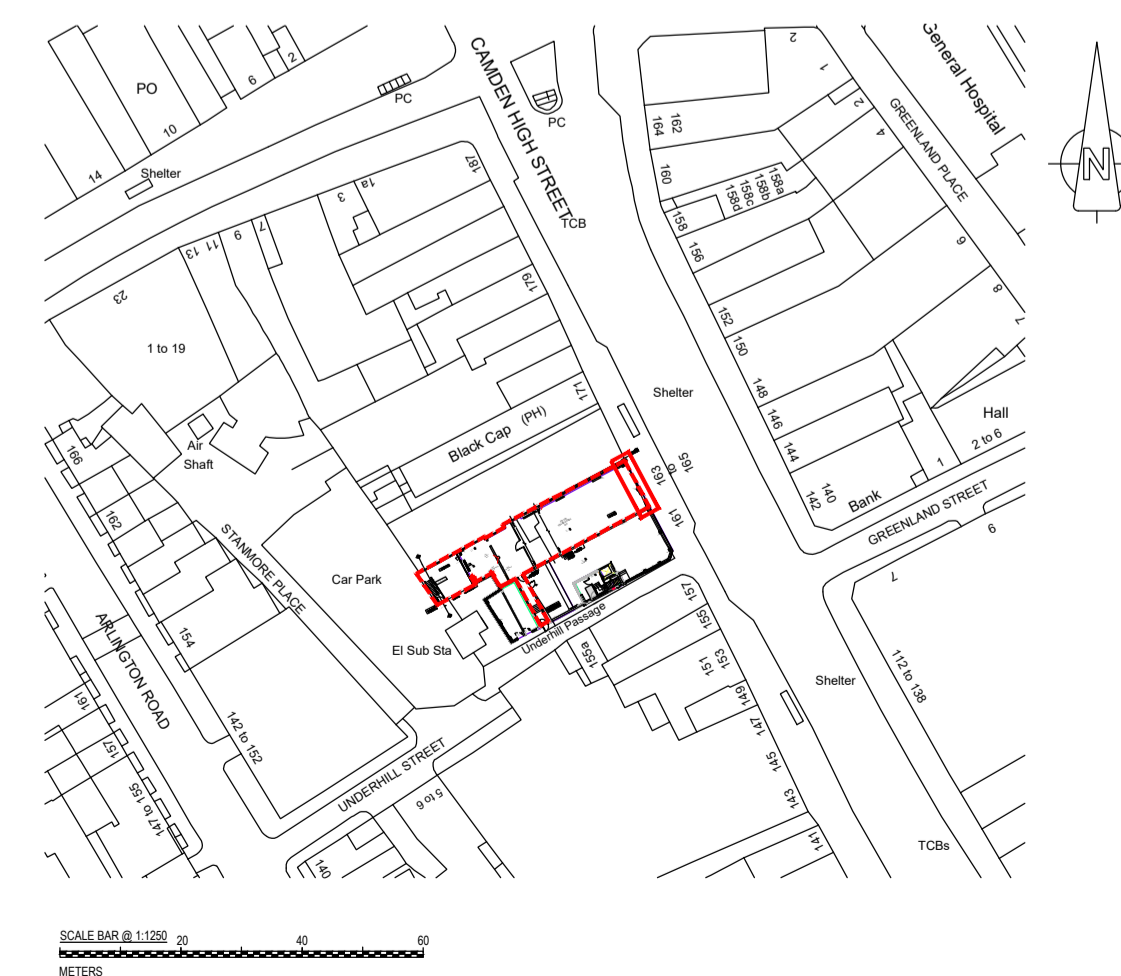 PO
6
2
10
14
Shelter
PC
PC
CAMDEN HIGH STREET
TCB
General Hospital
GREENLAND PLACE
N
2
1
2
4
6
8
7
162
164
160
158a
158b
158c
158d
158
156
152
150
148
146
144
140
142
Bank
1
2 to 6
Hall
GREENLAND STREET
6
7
187
1a
3
7
9
11
13
23
1 to 19
179
171
Black Cap (PH)
Shelter
163
to
165
161
Air
Shaft
166
162
154
STANMORE PLACE
Car Park
El Sub Sta
Underhill Passage
ARLINGTON ROAD
161
157
147 to 155
142 to 152
UNDERHILL STREET
5 to 6
140
155a
157
155
153
151
149
147
145
143
141
Shelter
112 to 138
TCBs
SCALE BAR @ 1:1250
20
40
60
METERS